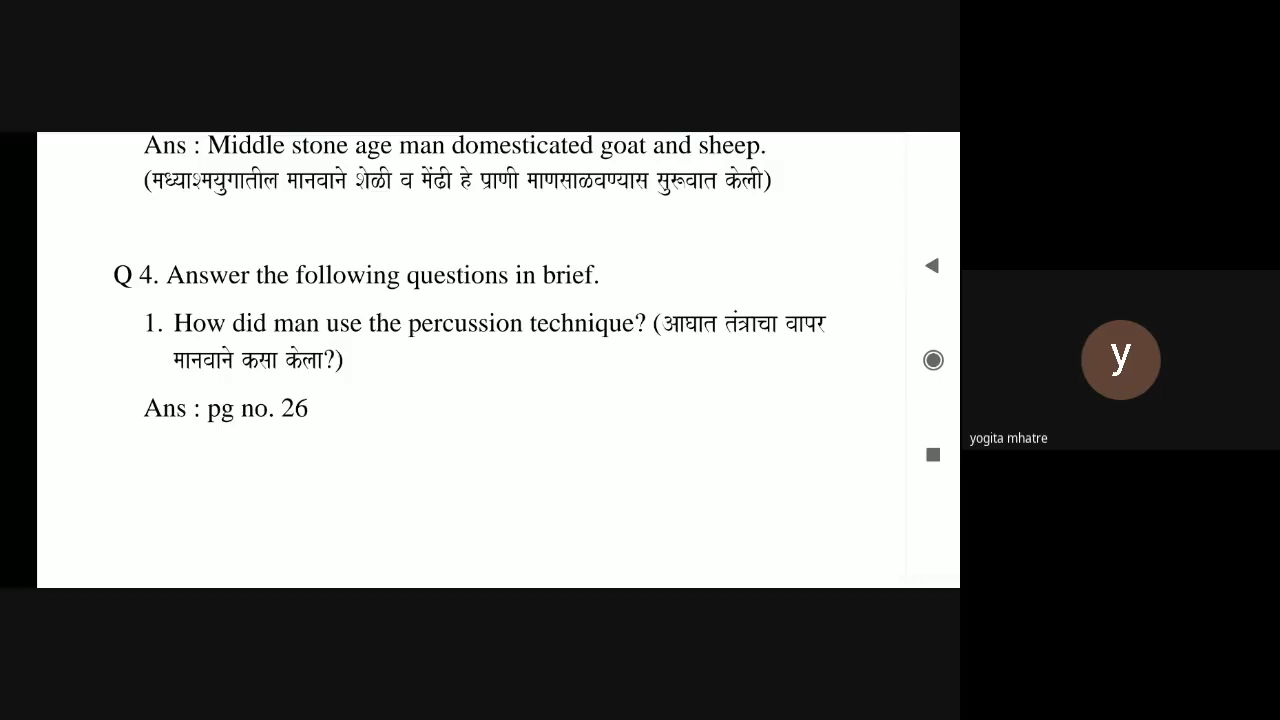 Ans : Middle stone age man domesticated goat and sheep.
(मध्याश्मयुगातील मानवाने शेळी व मेंढी हे प्राणी माणसाळवण्यास सुरूवात केली)
Q 4. Answer the following questions in brief.
1. How did man use the percussion technique? (आघात तंत्राचा वापर
मानवाने कसा केला?)
Ans : pg no. 26
y
yogita mhatre